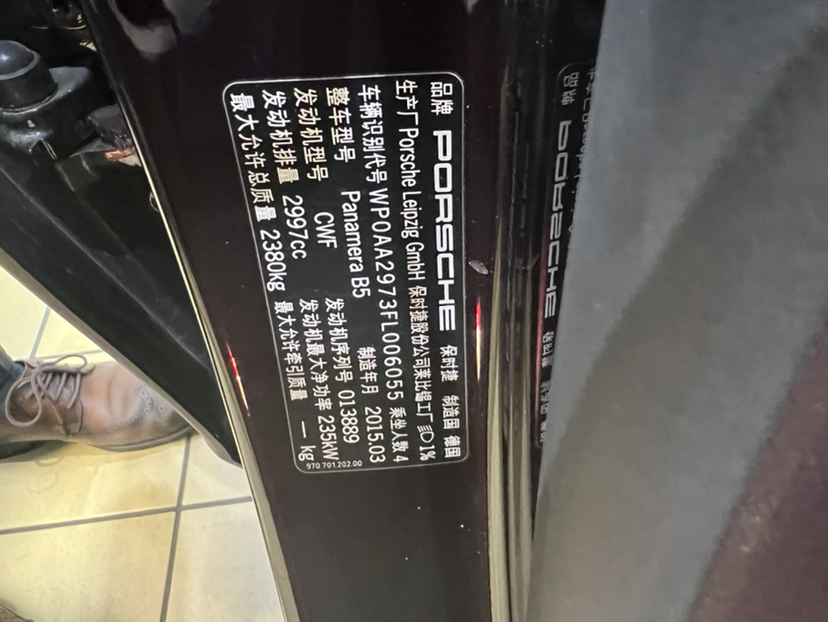 品牌 PORSCHE 保时捷 制造国 德国
生产厂 Porsche Leipzig GmbH 保时捷股份公司莱比锡工厂 1%
车辆识别代号 WP0AA2973FL006055 乘坐人数 4
整车型号 Panamera B5 制造年月 2015.03
发动机型号 CWF 发动机序列号 013889
发动机排量 2997cc 发动机最大净功率 235kW
最大允许总质量 2380kg 最大允许牵引质量 — kg
970 701.202.00